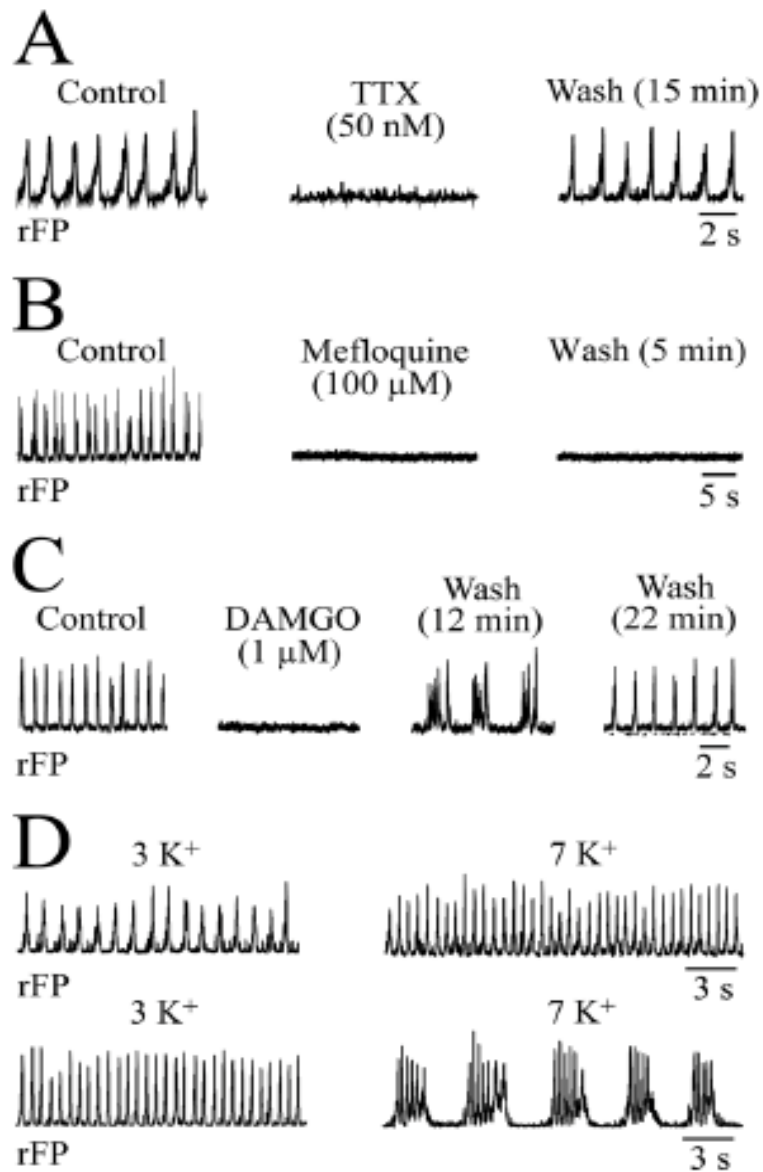 A
Control
TTX
(50 nM)
Wash (15 min)
rFP
2 s
B
Control
Mefloquine
(100 μM)
Wash (5 min)
rFP
5 s
C
Control
DAMGO
(1 μM)
Wash
(12 min)
Wash
(22 min)
rFP
2 s
D
3 K⁺
7 K⁺
rFP
3 s
3 K⁺
7 K⁺
rFP
3 s